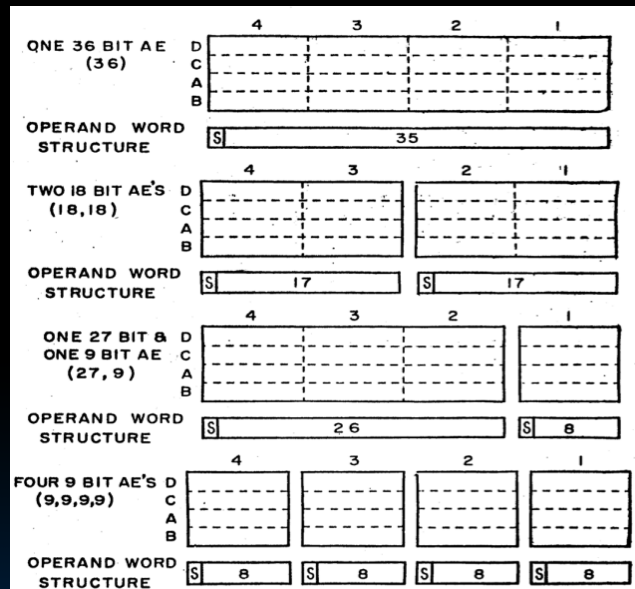 4 3 2 1
ONE 36 BIT AE D
(36) C
A
B
OPERAND WORD
STRUCTURE
S 35
4 3 2 1
TWO 18 BIT AE'S D
(18,18) C
A
B
OPERAND WORD
STRUCTURE
S 17 S 17
4 3 2 1
ONE 27 BIT & D
ONE 9 BIT AE C
(27,9) A
B
OPERAND WORD
STRUCTURE
S 26 S 8
4 3 2 1
FOUR 9 BIT AE'S D
(9,9,9,9) C
A
B
OPERAND WORD
STRUCTURE
S 8 S 8 S 8 S 8